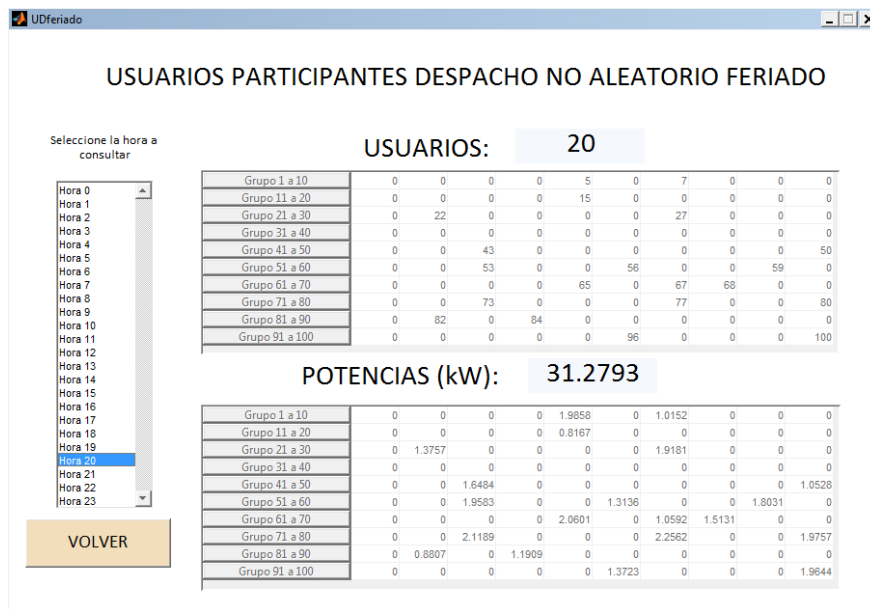 UDferiado
USUARIOS PARTICIPANTES DESPACHO NO ALEATORIO FERIADO
Seleccione la hora a
consultar
Hora 0
Hora 1
Hora 2
Hora 3
Hora 4
Hora 5
Hora 6
Hora 7
Hora 8
Hora 9
Hora 10
Hora 11
Hora 12
Hora 13
Hora 14
Hora 15
Hora 16
Hora 17
Hora 18
Hora 19
Hora 20
Hora 21
Hora 22
Hora 23
VOLVER
USUARIOS: 20
Grupo 1 a 10 0 0 0 0 5 0 7 0 0 0
Grupo 11 a 20 0 0 0 0 15 0 0 0 0 0
Grupo 21 a 30 0 22 0 0 0 0 27 0 0 0
Grupo 31 a 40 0 0 0 0 0 0 0 0 0 0
Grupo 41 a 50 0 0 43 0 0 0 0 0 0 50
Grupo 51 a 60 0 0 53 0 0 56 0 0 59 0
Grupo 61 a 70 0 0 0 0 65 0 67 68 0 0
Grupo 71 a 80 0 0 73 0 0 0 77 0 0 80
Grupo 81 a 90 0 82 0 84 0 0 0 0 0 0
Grupo 91 a 100 0 0 0 0 0 96 0 0 0 100
POTENCIAS (kW): 31.2793
Grupo 1 a 10 0 0 0 0 1.9858 0 1.0152 0 0 0
Grupo 11 a 20 0 0 0 0 0.8167 0 0 0 0 0
Grupo 21 a 30 0 1.3757 0 0 0 0 1.9181 0 0 0
Grupo 31 a 40 0 0 0 0 0 0 0 0 0 0
Grupo 41 a 50 0 0 1.6484 0 0 0 0 0 0 1.0528
Grupo 51 a 60 0 0 1.9583 0 0 1.3136 0 0 1.8031 0
Grupo 61 a 70 0 0 0 0 2.0601 0 1.0592 1.5131 0 0
Grupo 71 a 80 0 0 2.1189 0 0 0 2.2562 0 0 1.9757
Grupo 81 a 90 0 0.8807 0 1.1909 0 0 0 0 0 0
Grupo 91 a 100 0 0 0 0 0 1.3723 0 0 0 1.9644